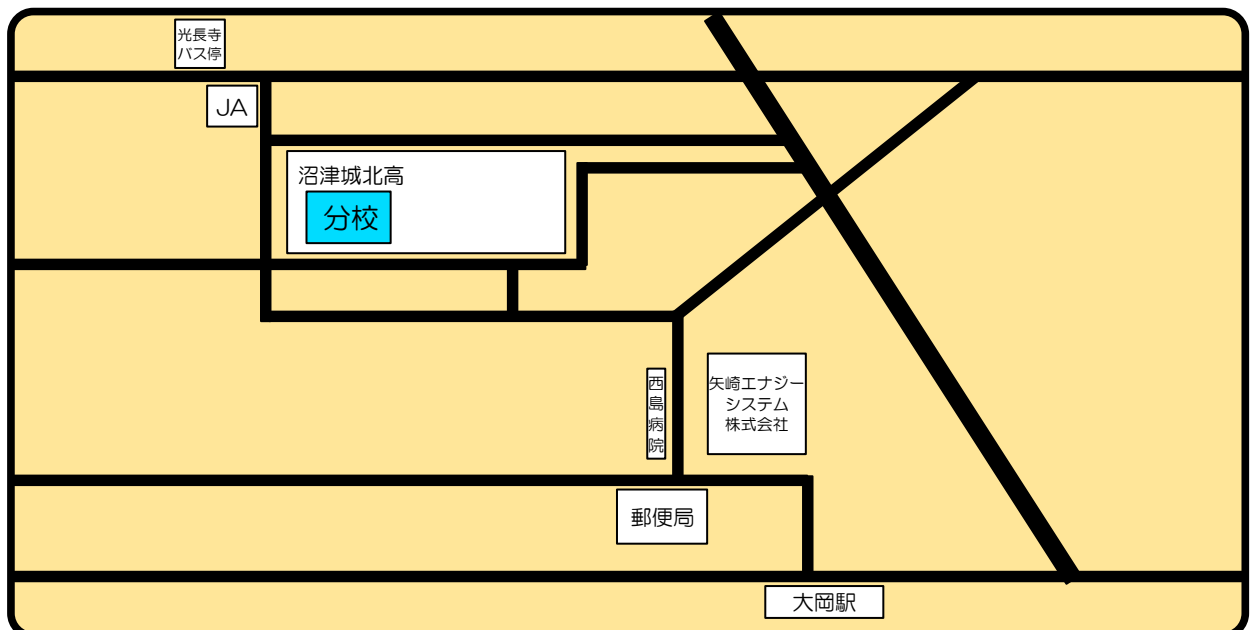 光長寺
バス停
JA
沼津城北高
分校
西島病院
矢崎エナジー
システム
株式会社
郵便局
大岡駅